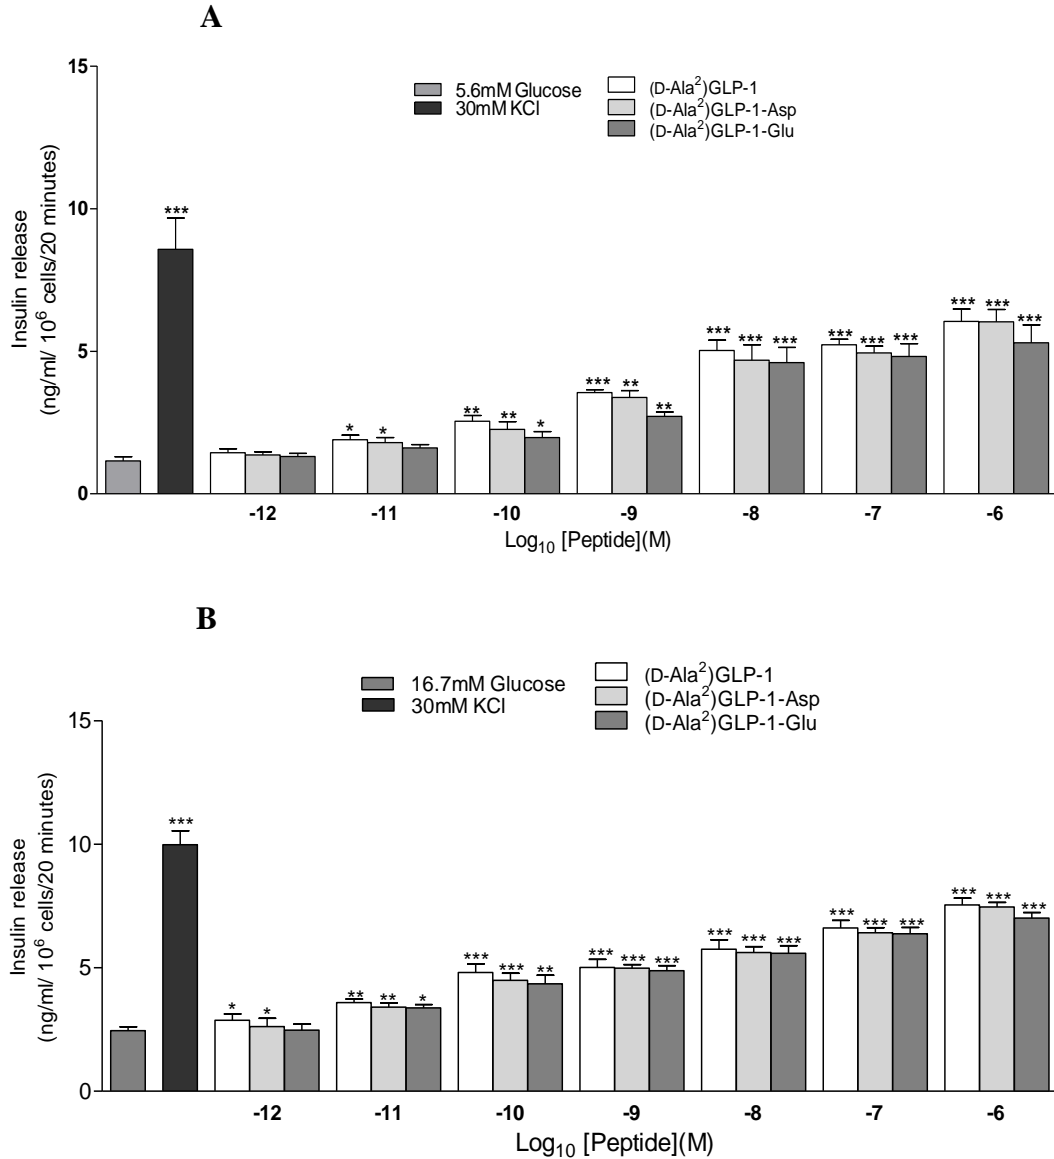 A
15
10
5
0
Insulin release
(ng/ml/ 10⁶ cells/20 minutes)
5.6mM Glucose
30mM KCl
(D-Ala²)GLP-1
(D-Ala²)GLP-1-Asp
(D-Ala²)GLP-1-Glu
***
* *
** ** *
*** ** **
*** *** ***
*** *** ***
*** *** ***
-12 -11 -10 -9 -8 -7 -6
Log₁₀ [Peptide](M)
B
15
10
5
0
Insulin release
(ng/ml/ 10⁶ cells/20 minutes)
16.7mM Glucose
30mM KCl
(D-Ala²)GLP-1
(D-Ala²)GLP-1-Asp
(D-Ala²)GLP-1-Glu
***
* *
** ** *
*** *** **
*** *** ***
*** *** ***
*** *** ***
*** *** ***
-12 -11 -10 -9 -8 -7 -6
Log₁₀ [Peptide](M)